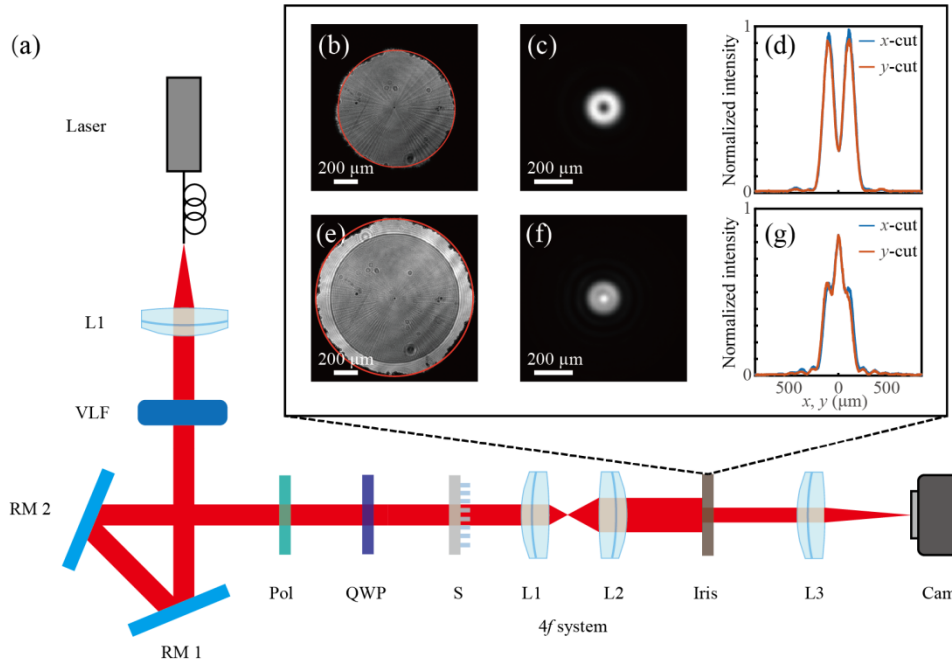 (a)
Laser
L1
VLF
RM 2
RM 1
Pol
QWP
S
L1
L2
4f system
Iris
L3
Cam
(b)
200 μm
(c)
200 μm
(d)
Normalized intensity
1
0
x-cut
y-cut
(e)
200 μm
(f)
200 μm
(g)
Normalized intensity
1
0
x-cut
y-cut
500 0 500
x, y (μm)